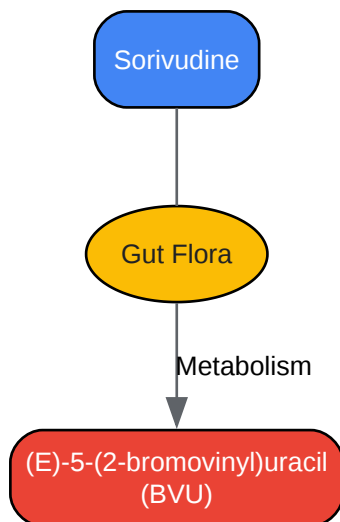 Sorivudine
Gut Flora
Metabolism
(E)-5-(2-bromovinyl)uracil
(BVU)